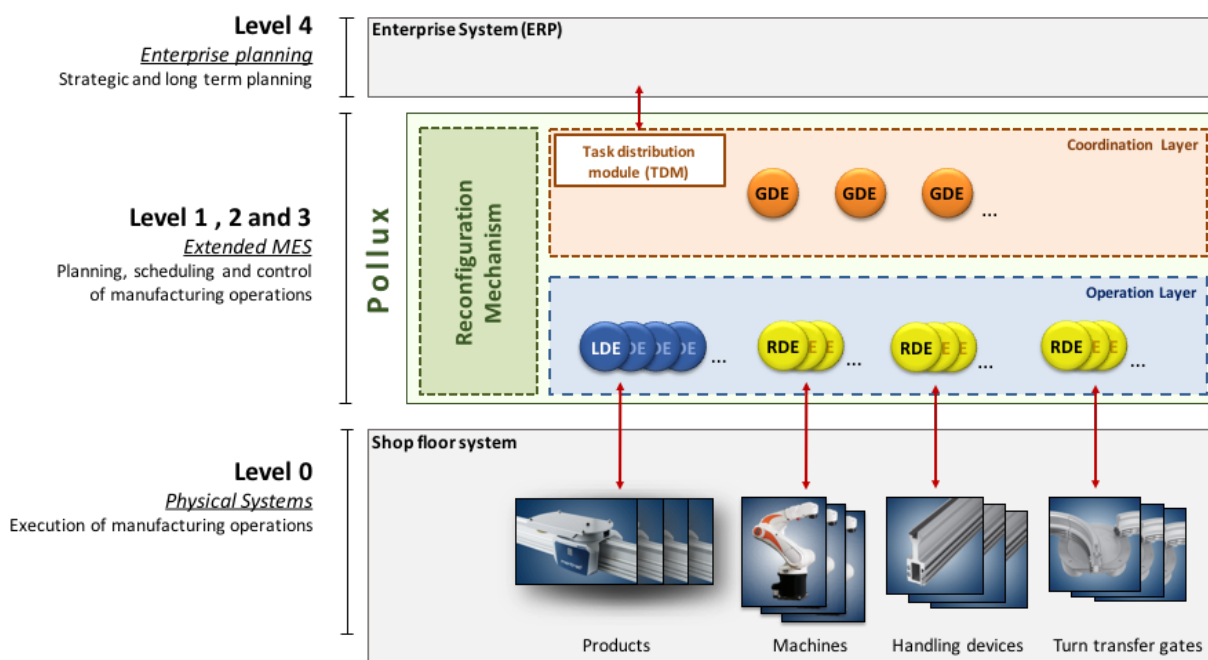 Level 4
Enterprise planning
Strategic and long term planning
Enterprise System (ERP)
Level 1 , 2 and 3
Extended MES
Planning, scheduling and control
of manufacturing operations
Pollux
Reconfiguration
Mechanism
Task distribution
module (TDM)
Coordination Layer
GDE
GDE
GDE
...
Operation Layer
LDE DE DE DE ...
RDE E E ...
RDE E E ...
RDE E E ...
Level 0
Physical Systems
Execution of manufacturing operations
Shop floor system
Products
Machines
Handling devices
Turn transfer gates